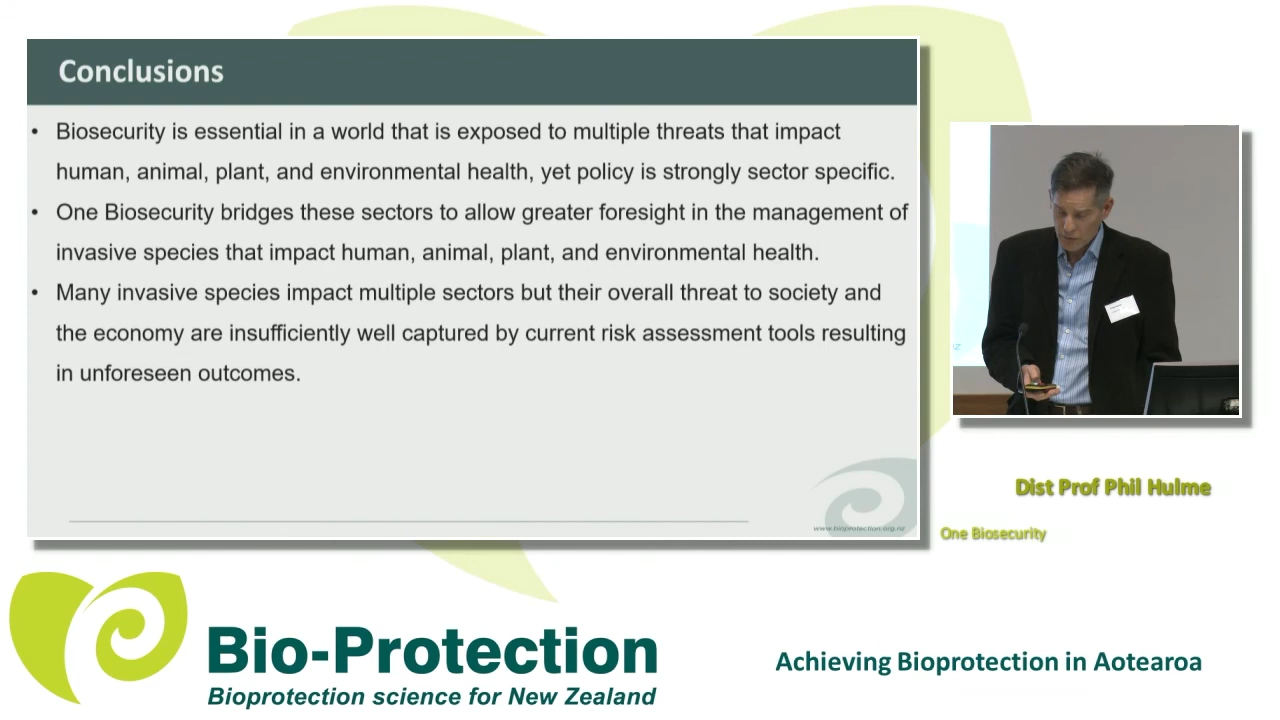 Conclusions
• Biosecurity is essential in a world that is exposed to multiple threats that impact
human, animal, plant, and environmental health, yet policy is strongly sector specific.
• One Biosecurity bridges these sectors to allow greater foresight in the management of
invasive species that impact human, animal, plant, and environmental health.
• Many invasive species impact multiple sectors but their overall threat to society and
the economy are insufficiently well captured by current risk assessment tools resulting
in unforeseen outcomes.
www.bioprotection.org.nz
Dist Prof Phil Hulme
One Biosecurity
Bio-Protection
Bioprotection science for New Zealand
Achieving Bioprotection in Aotearoa